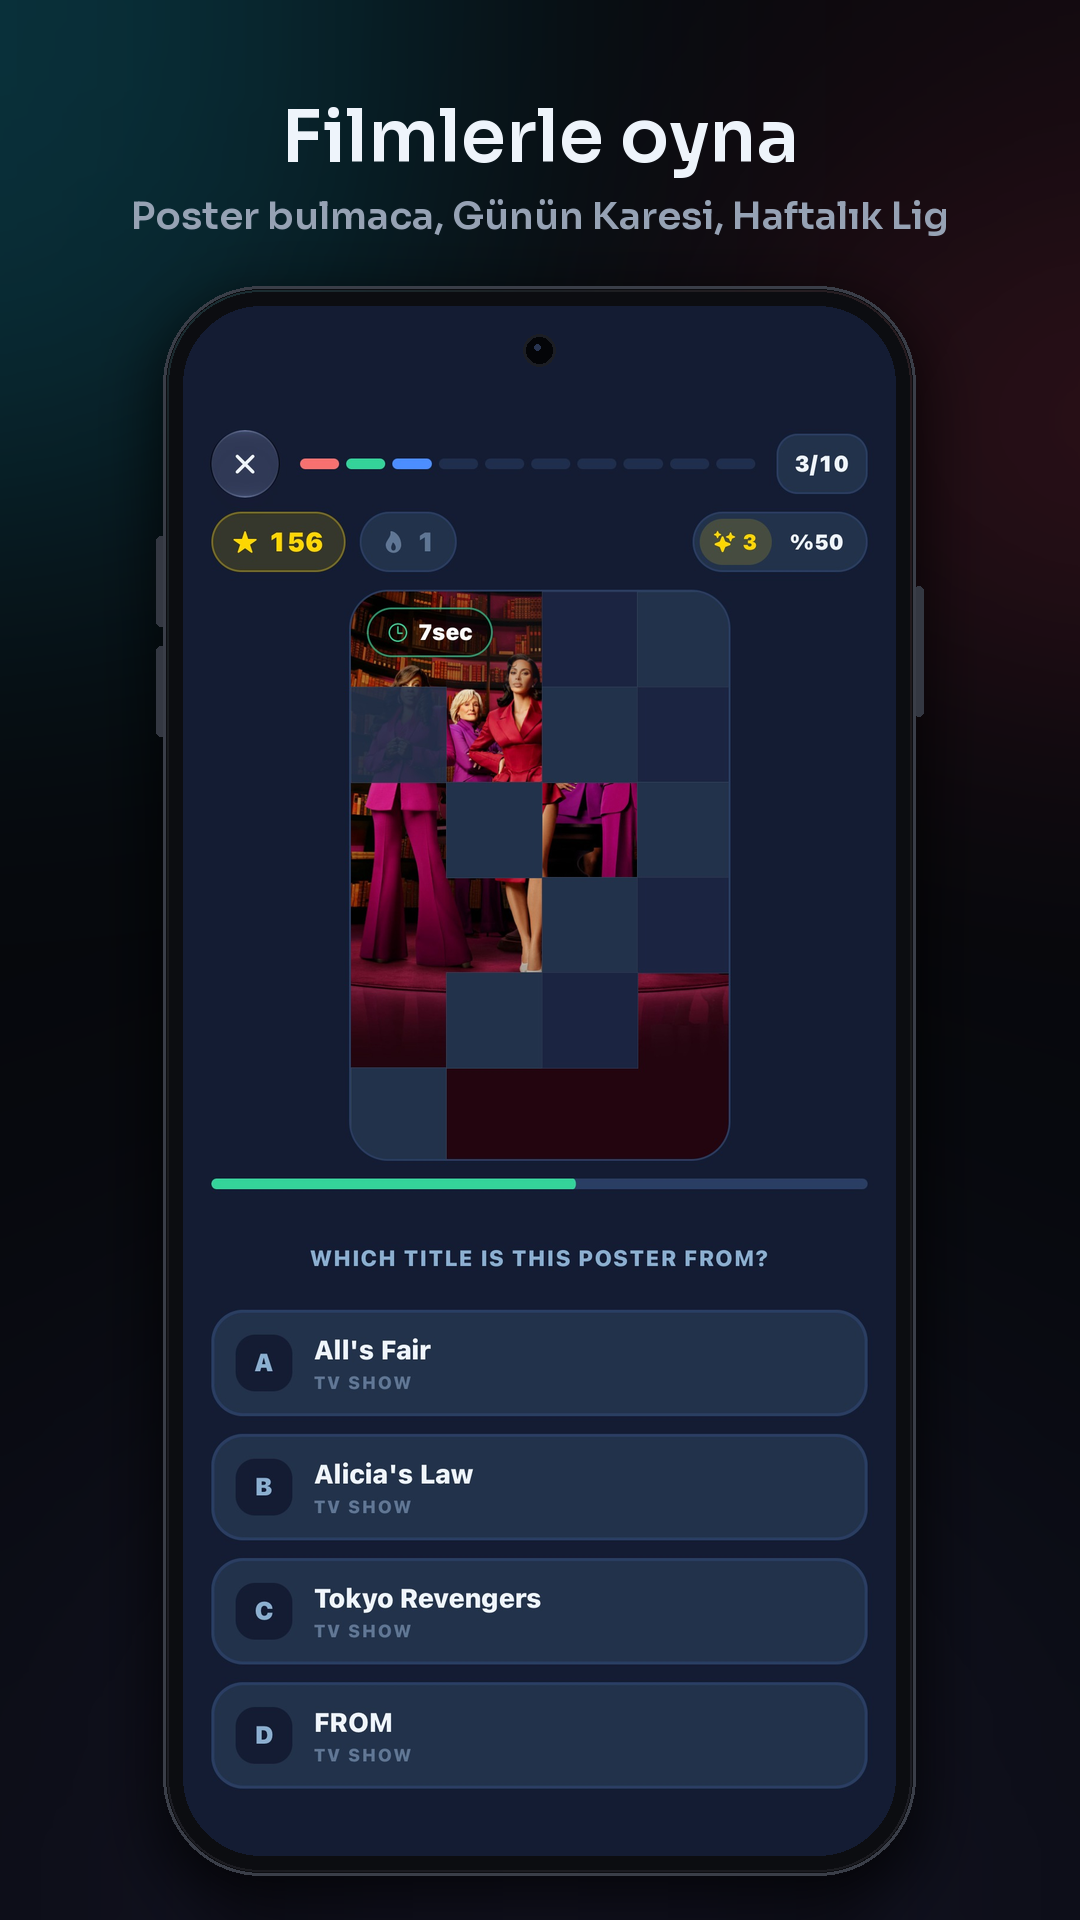 Filmlerle oyna
Poster bulmaca, Günün Karesi, Haftalık Lig
3/10
156
1
3
%50
7sec
WHICH TITLE IS THIS POSTER FROM?
A
All's Fair
TV SHOW
B
Alicia's Law
TV SHOW
C
Tokyo Revengers
TV SHOW
D
FROM
TV SHOW